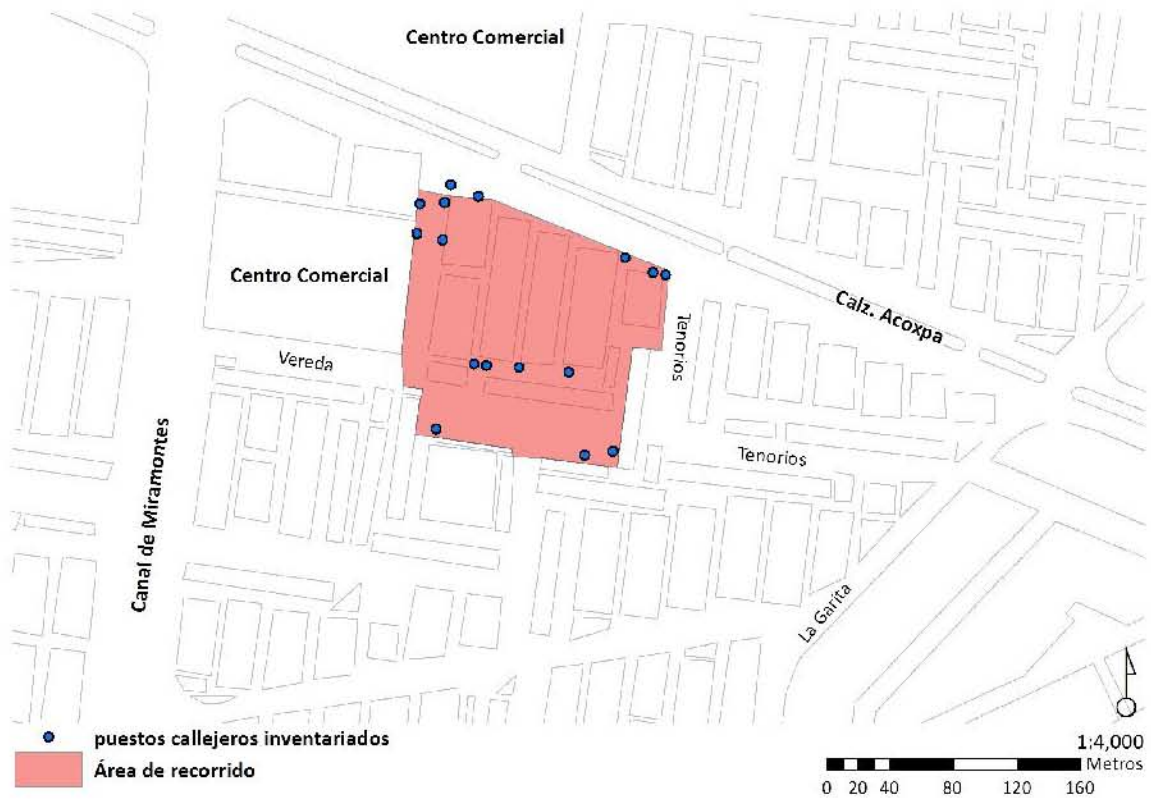 Centro Comercial
Centro Comercial
Calz. Acoxpa
Tenorios
Vereda
Tenorios
Canal de Miramontes
La Garita
puestos callejeros inventariados
Área de recorrido
1:4,000
Metros
0 20 40 80 120 160